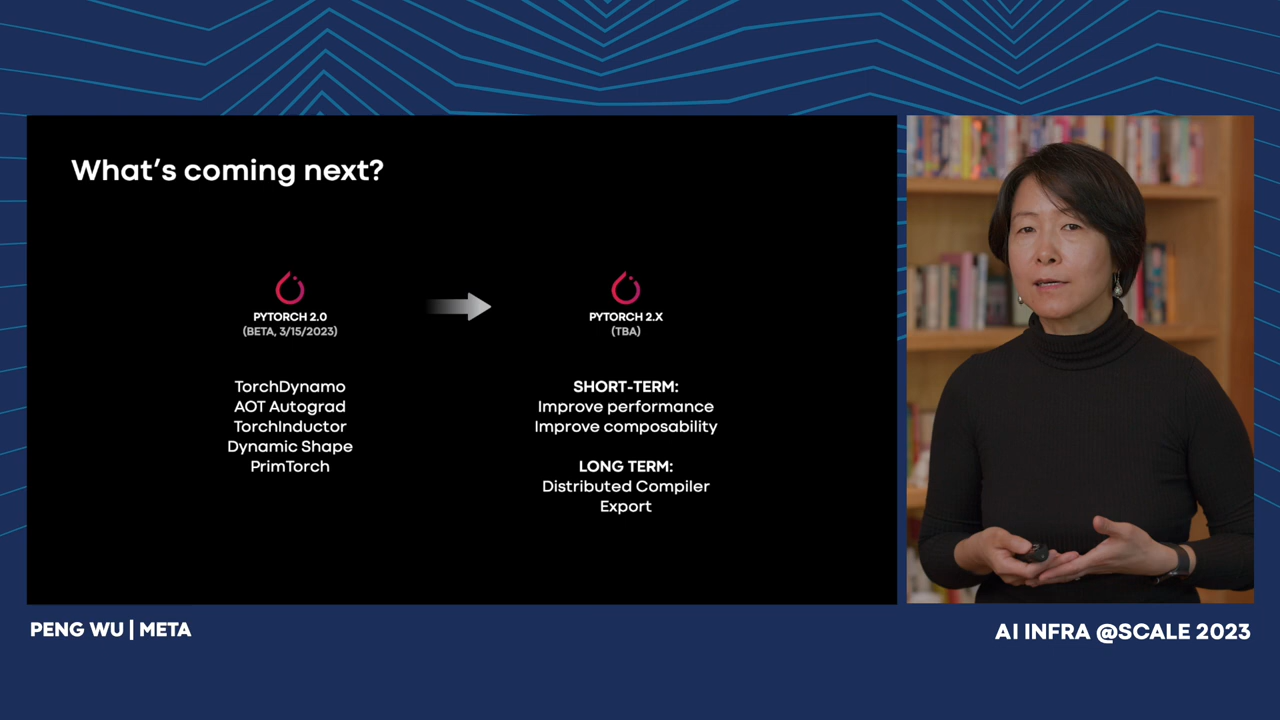 What's coming next?
PYTORCH 2.0
(BETA, 3/15/2023)
TorchDynamo
AOT Autograd
TorchInductor
Dynamic Shape
PrimTorch
PYTORCH 2.X
(TBA)
SHORT-TERM:
Improve performance
Improve composability
LONG TERM:
Distributed Compiler
Export
PENG WU | META
AI INFRA @SCALE 2023